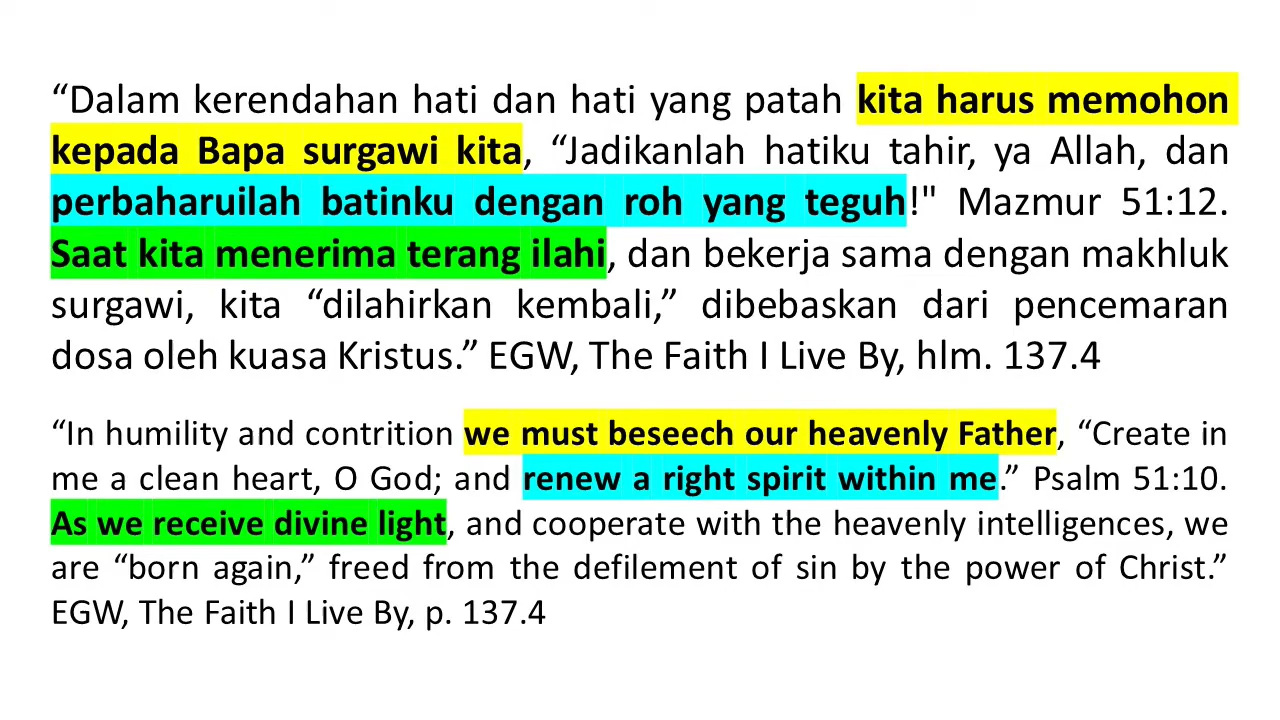 “Dalam kerendahan hati dan hati yang patah kita harus memohon
kepada Bapa surgawi kita, “Jadikanlah hatiku tahir, ya Allah, dan
perbaharuilah batinku dengan roh yang teguh!" Mazmur 51:12.
Saat kita menerima terang ilahi, dan bekerja sama dengan makhluk
surgawi, kita “dilahirkan kembali,” dibebaskan dari pencemaran
dosa oleh kuasa Kristus.” EGW, The Faith I Live By, hlm. 137.4
“In humility and contrition we must beseech our heavenly Father, “Create in
me a clean heart, O God; and renew a right spirit within me.” Psalm 51:10.
As we receive divine light, and cooperate with the heavenly intelligences, we
are “born again,” freed from the defilement of sin by the power of Christ.”
EGW, The Faith I Live By, p. 137.4